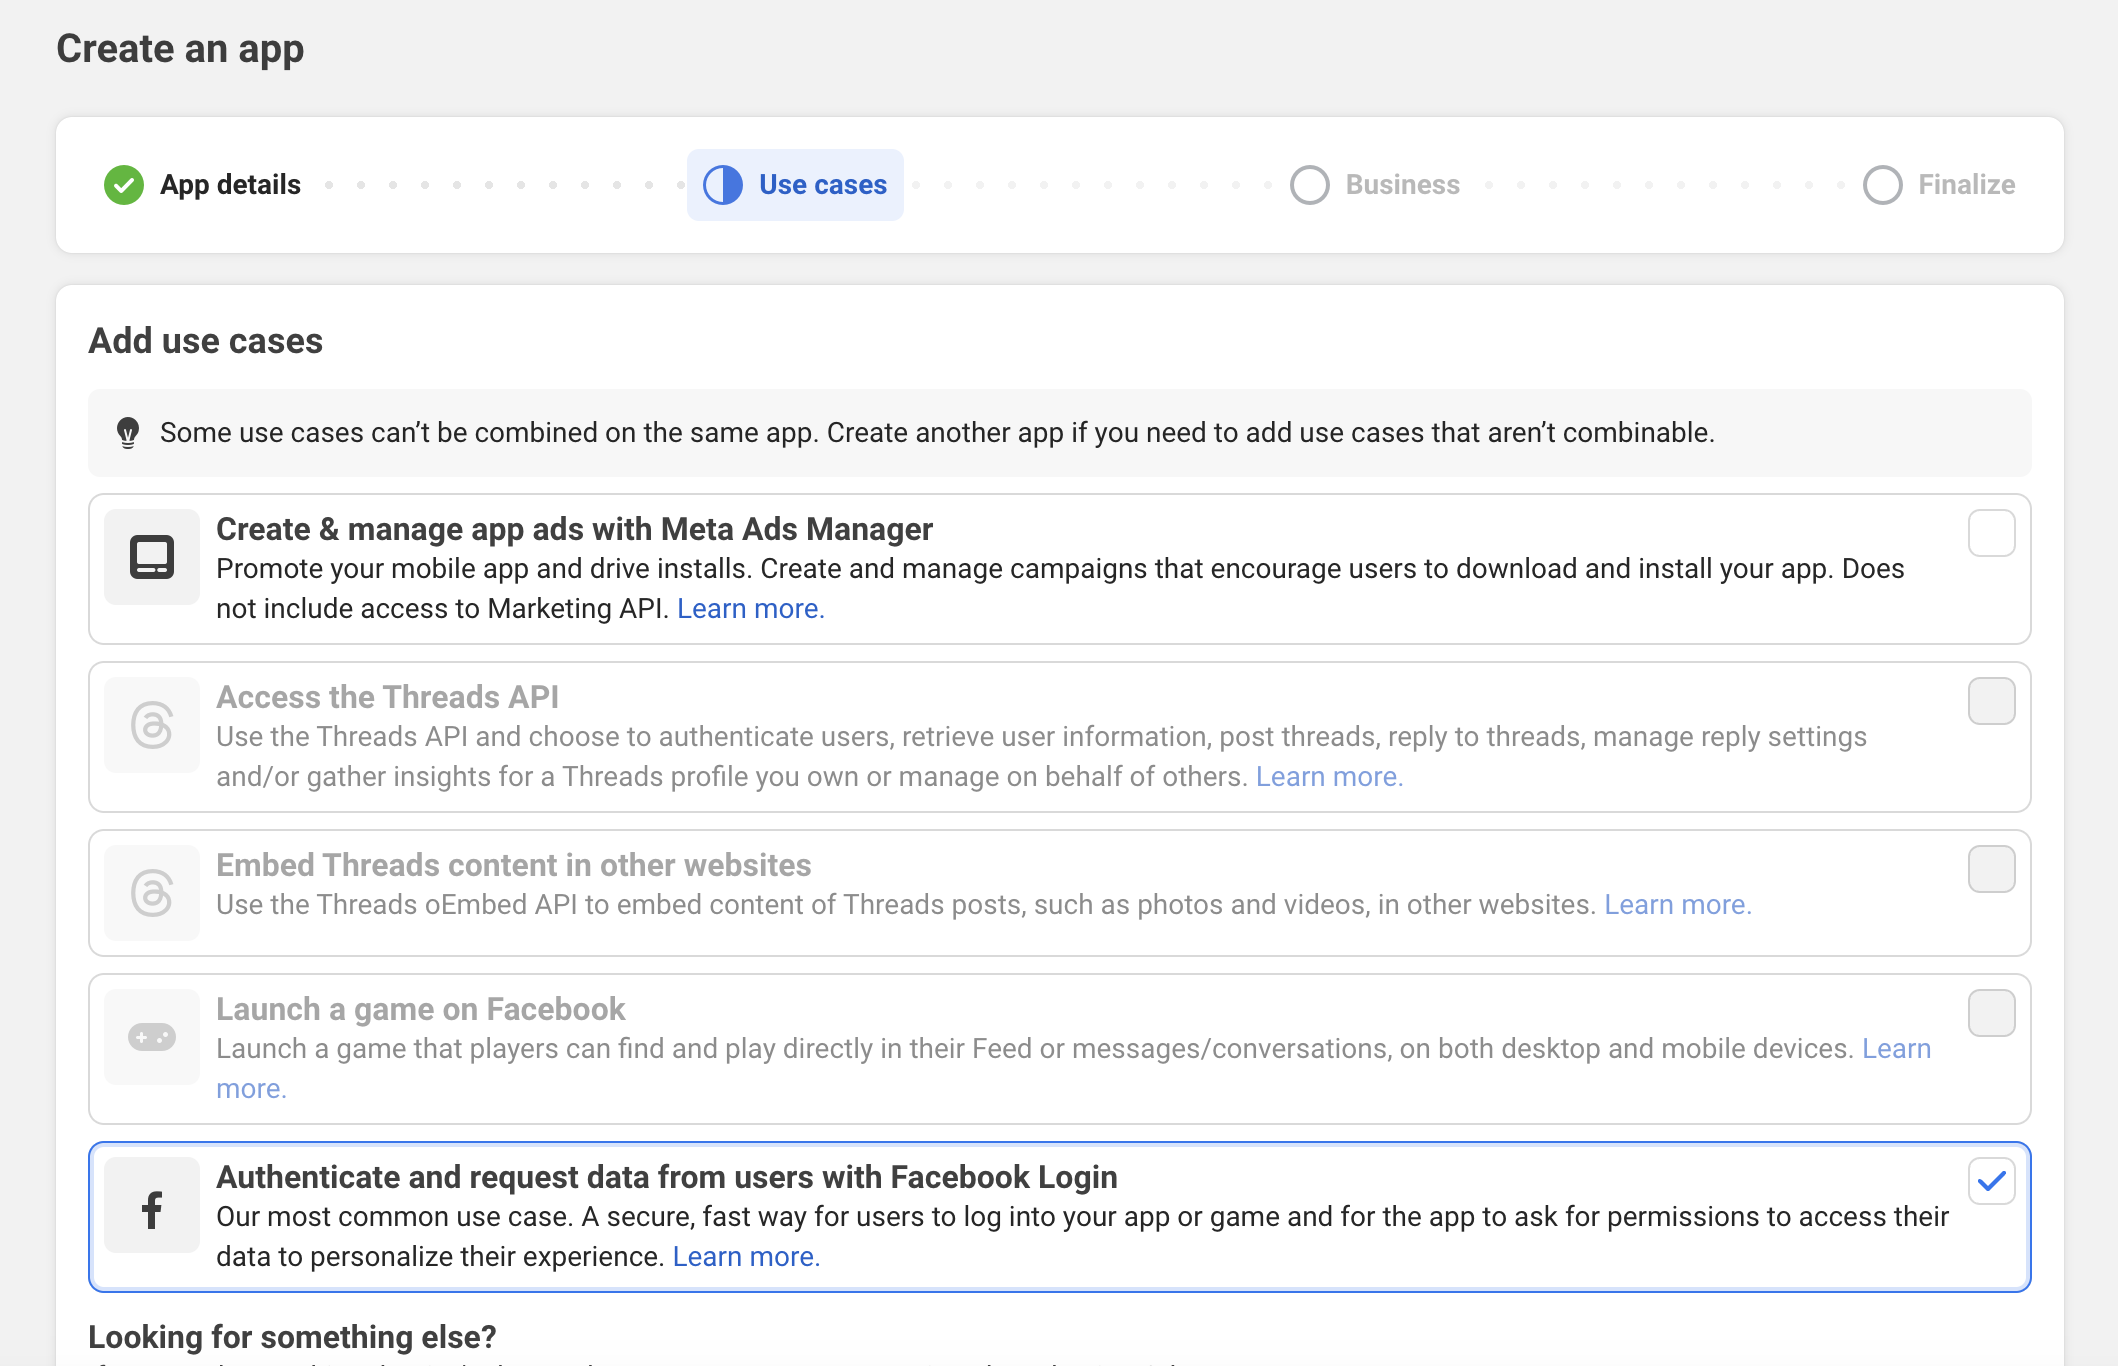 Create an app
App details
Use cases
Business
Finalize
Add use cases
Some use cases can’t be combined on the same app. Create another app if you need to add use cases that aren’t combinable.
Create & manage app ads with Meta Ads Manager
Promote your mobile app and drive installs. Create and manage campaigns that encourage users to download and install your app. Does
not include access to Marketing API. Learn more.
Access the Threads API
Use the Threads API and choose to authenticate users, retrieve user information, post threads, reply to threads, manage reply settings
and/or gather insights for a Threads profile you own or manage on behalf of others. Learn more.
Embed Threads content in other websites
Use the Threads oEmbed API to embed content of Threads posts, such as photos and videos, in other websites. Learn more.
Launch a game on Facebook
Launch a game that players can find and play directly in their Feed or messages/conversations, on both desktop and mobile devices. Learn
more.
Authenticate and request data from users with Facebook Login
Our most common use case. A secure, fast way for users to log into your app or game and for the app to ask for permissions to access their
data to personalize their experience. Learn more.
Looking for something else?